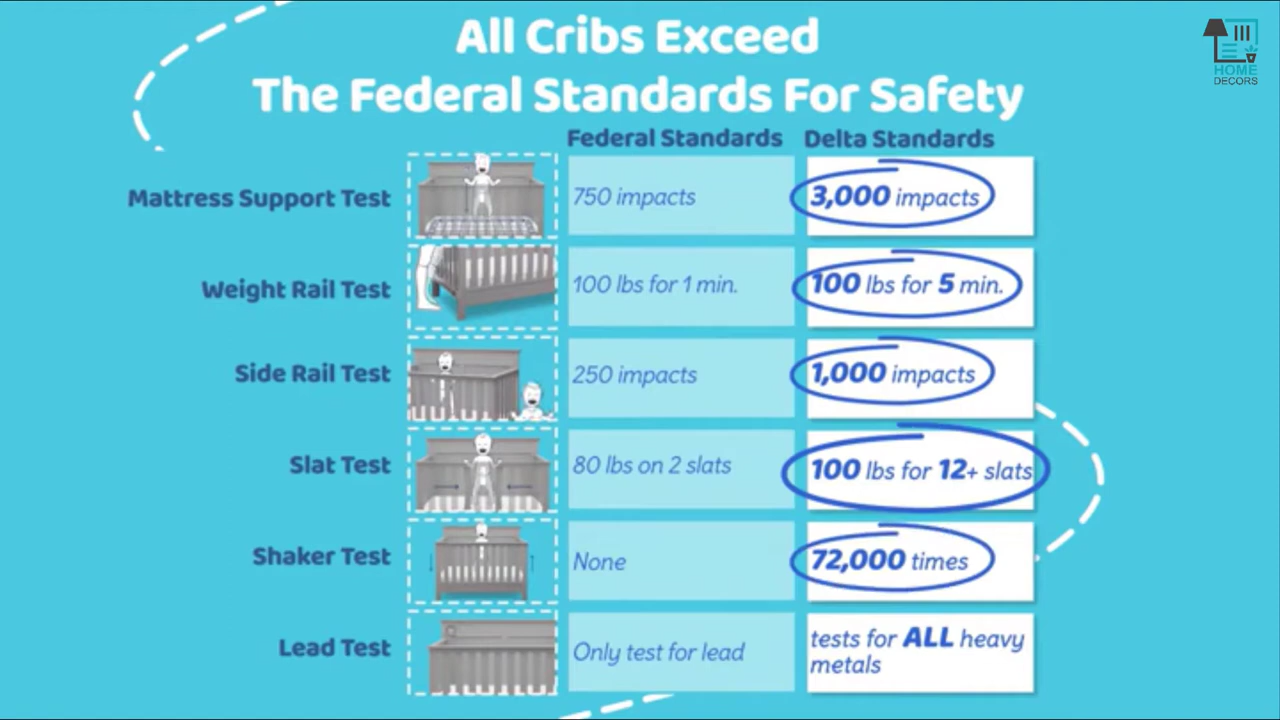 All Cribs Exceed
The Federal Standards For Safety
HOME
DECORS
Federal Standards Delta Standards
Mattress Support Test 750 impacts 3,000 impacts
Weight Rail Test 100 lbs for 1 min. 100 lbs for 5 min.
Side Rail Test 250 impacts 1,000 impacts
Slat Test 80 lbs on 2 slats 100 lbs for 12+ slats
Shaker Test None 72,000 times
Lead Test Only test for lead tests for ALL heavy
metals